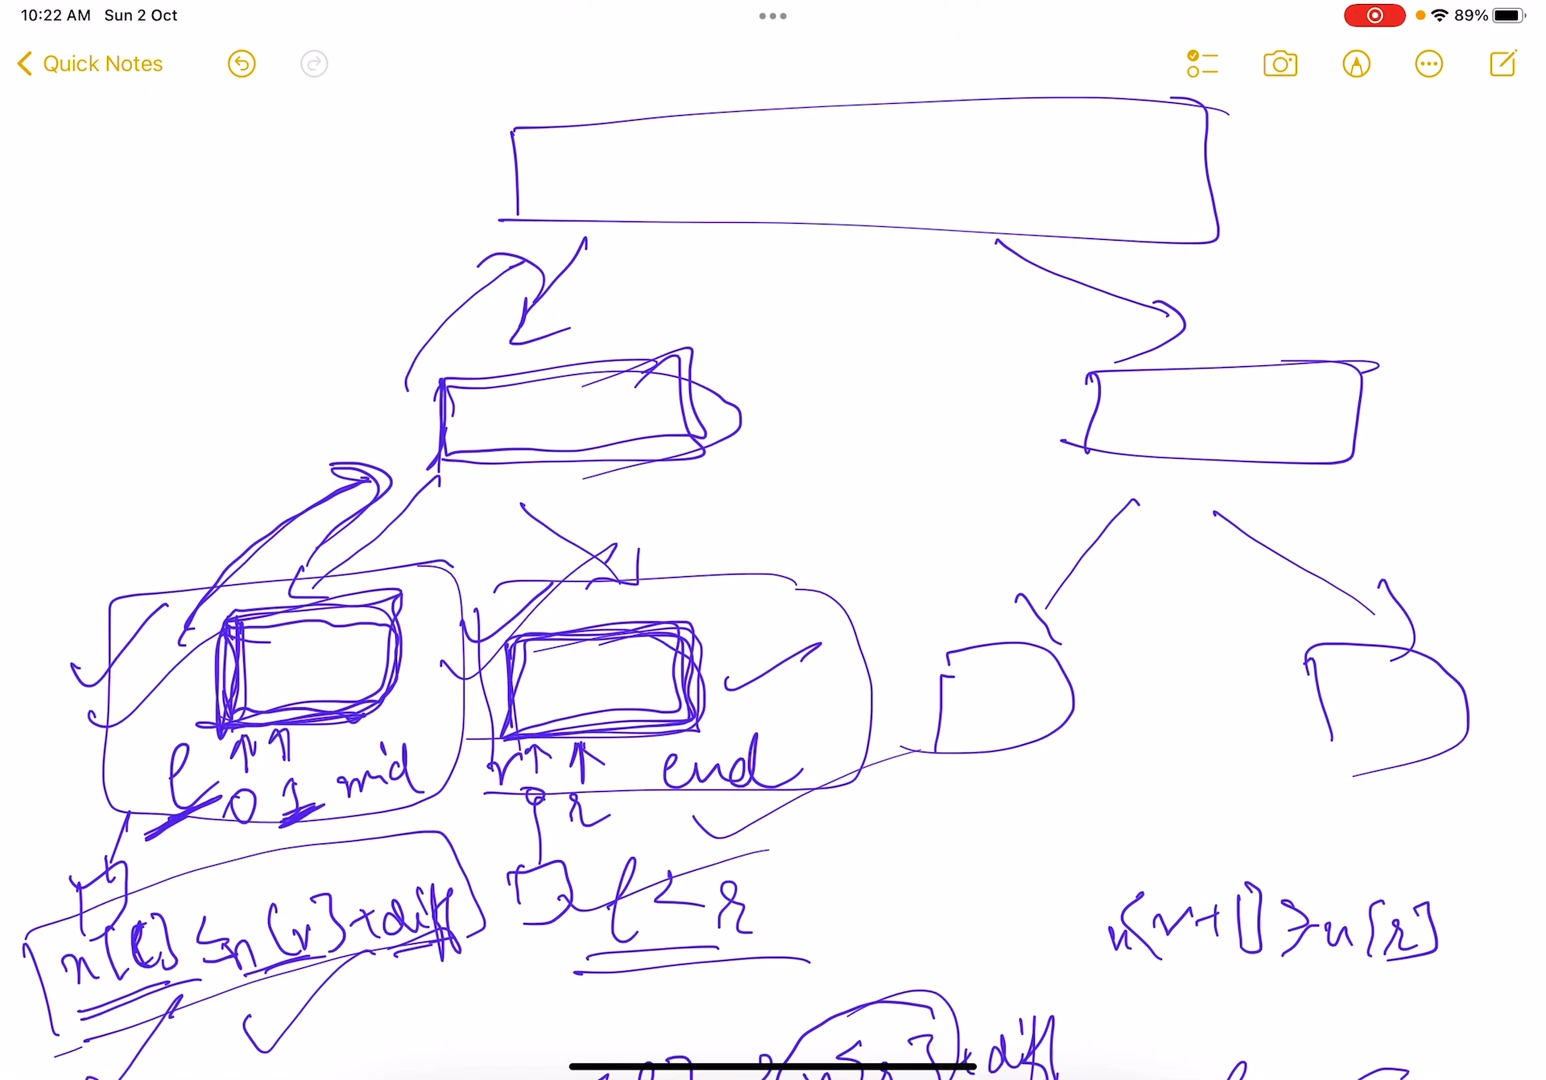 10:22 AM Sun 2 Oct
89%
Quick Notes
l 0 1 mid
r r end
n[l] ≤ n[r] + diff
l < r
n[r+1] ≥ n[r]
+ diff